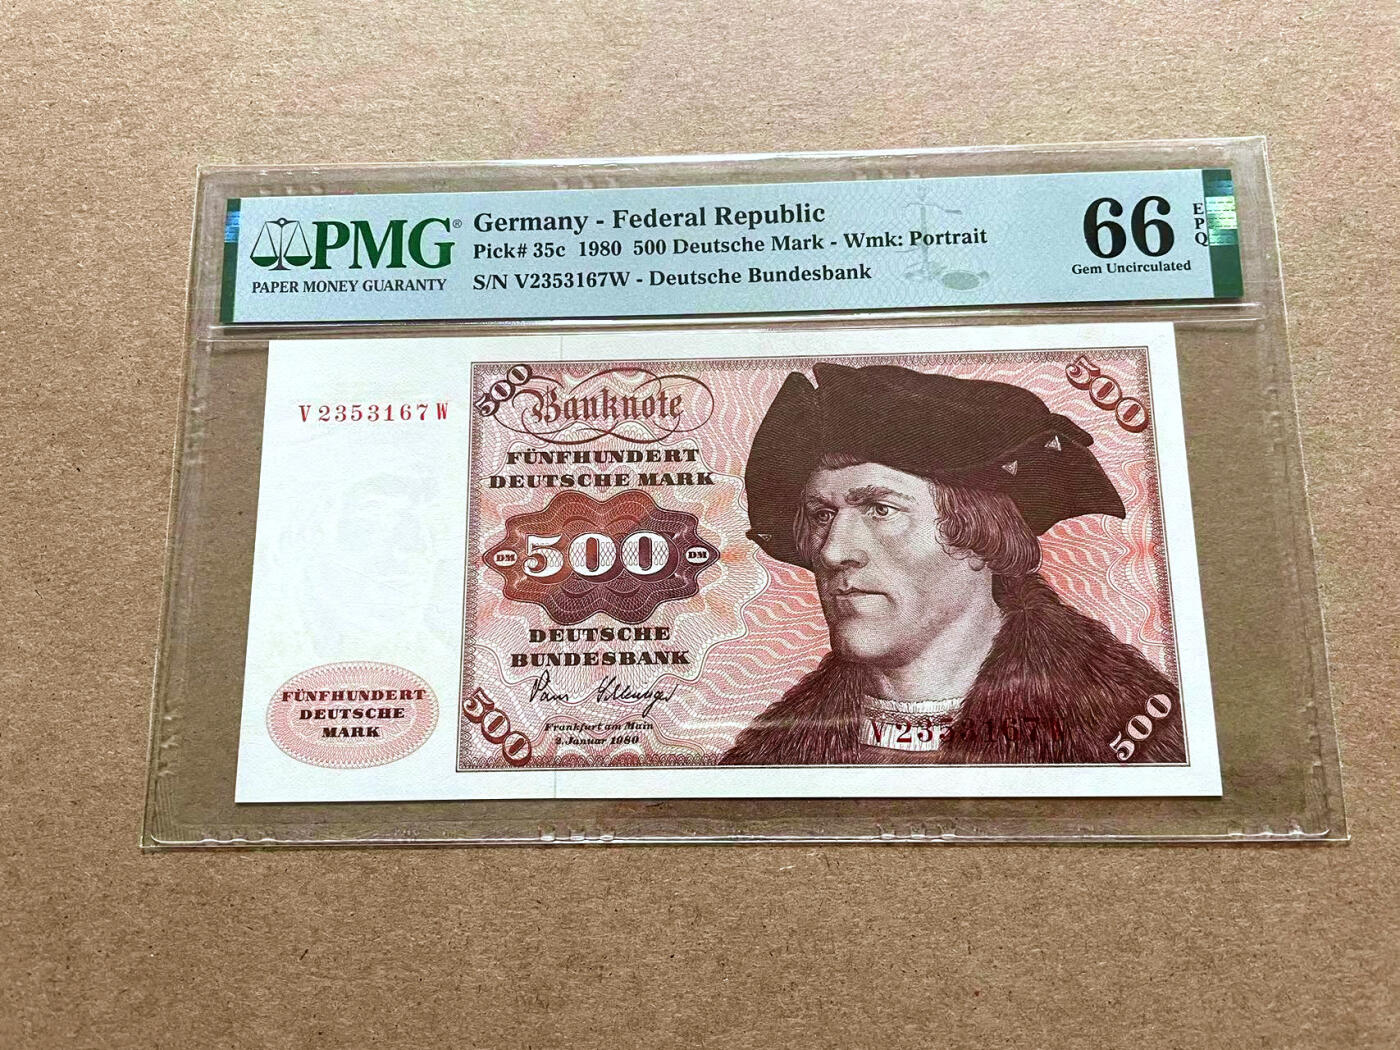 PMG®
PAPER MONEY GUARANTY
Germany - Federal Republic
Pick# 35c 1980 500 Deutsche Mark - Wmk: Portrait
S/N V2353167W - Deutsche Bundesbank
66 EPQ
Gem Uncirculated
V2353167W
500
Banknote
500
FÜNFHUNDERT
DEUTSCHE MARK
DM 500 DM
DEUTSCHE
BUNDESBANK
FÜNFHUNDERT
DEUTSCHE
MARK
500
Frankfurt am Main
2. Januar 1980
V2353167W
500